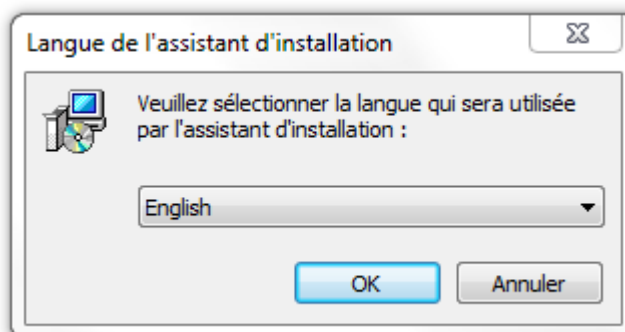 Langue de l'assistant d'installation
Veuillez sélectionner la langue qui sera utilisée
par l'assistant d'installation :
English
OK
Annuler